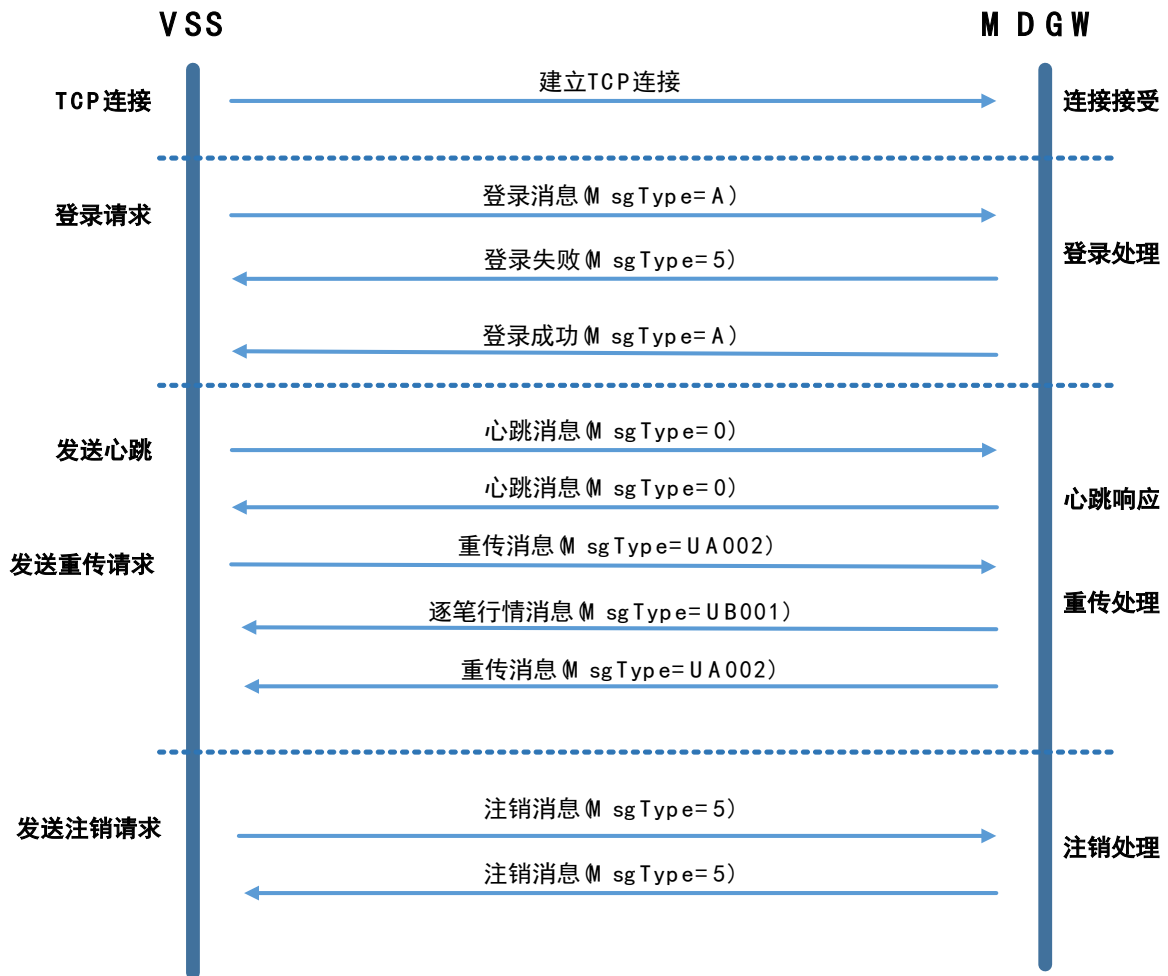 VSS
MDGW
建立TCP连接
TCP连接
连接接受
登录消息(MsgType=A)
登录请求
登录处理
登录失败(MsgType=5)
登录成功(MsgType=A)
心跳消息(MsgType=0)
发送心跳
心跳消息(MsgType=0)
心跳响应
重传消息(MsgType=UA002)
发送重传请求
重传处理
逐笔行情消息(MsgType=UB001)
重传消息(MsgType=UA002)
注销消息(MsgType=5)
发送注销请求
注销处理
注销消息(MsgType=5)